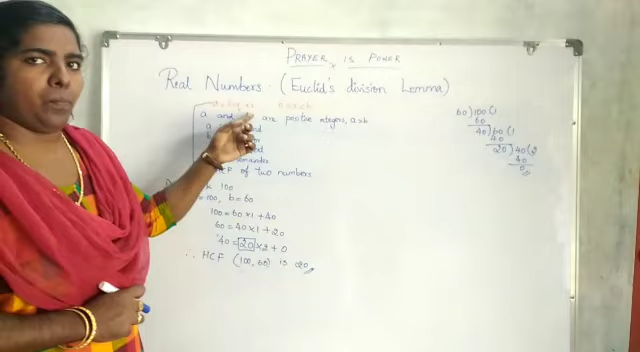 PRAYER IS POWER
Real Numbers. (Euclid's division Lemma)
a and are positive integers, a>b
of two numbers
100
100, b=60
100 = 60 × 1 + 40
60 = 40 × 1 + 20
40 = 20 × 2 + 0
∴ HCF (100, 60) is 20
60) 100 (1
60
40) 60 (1
40
20) 40 (2
40
0